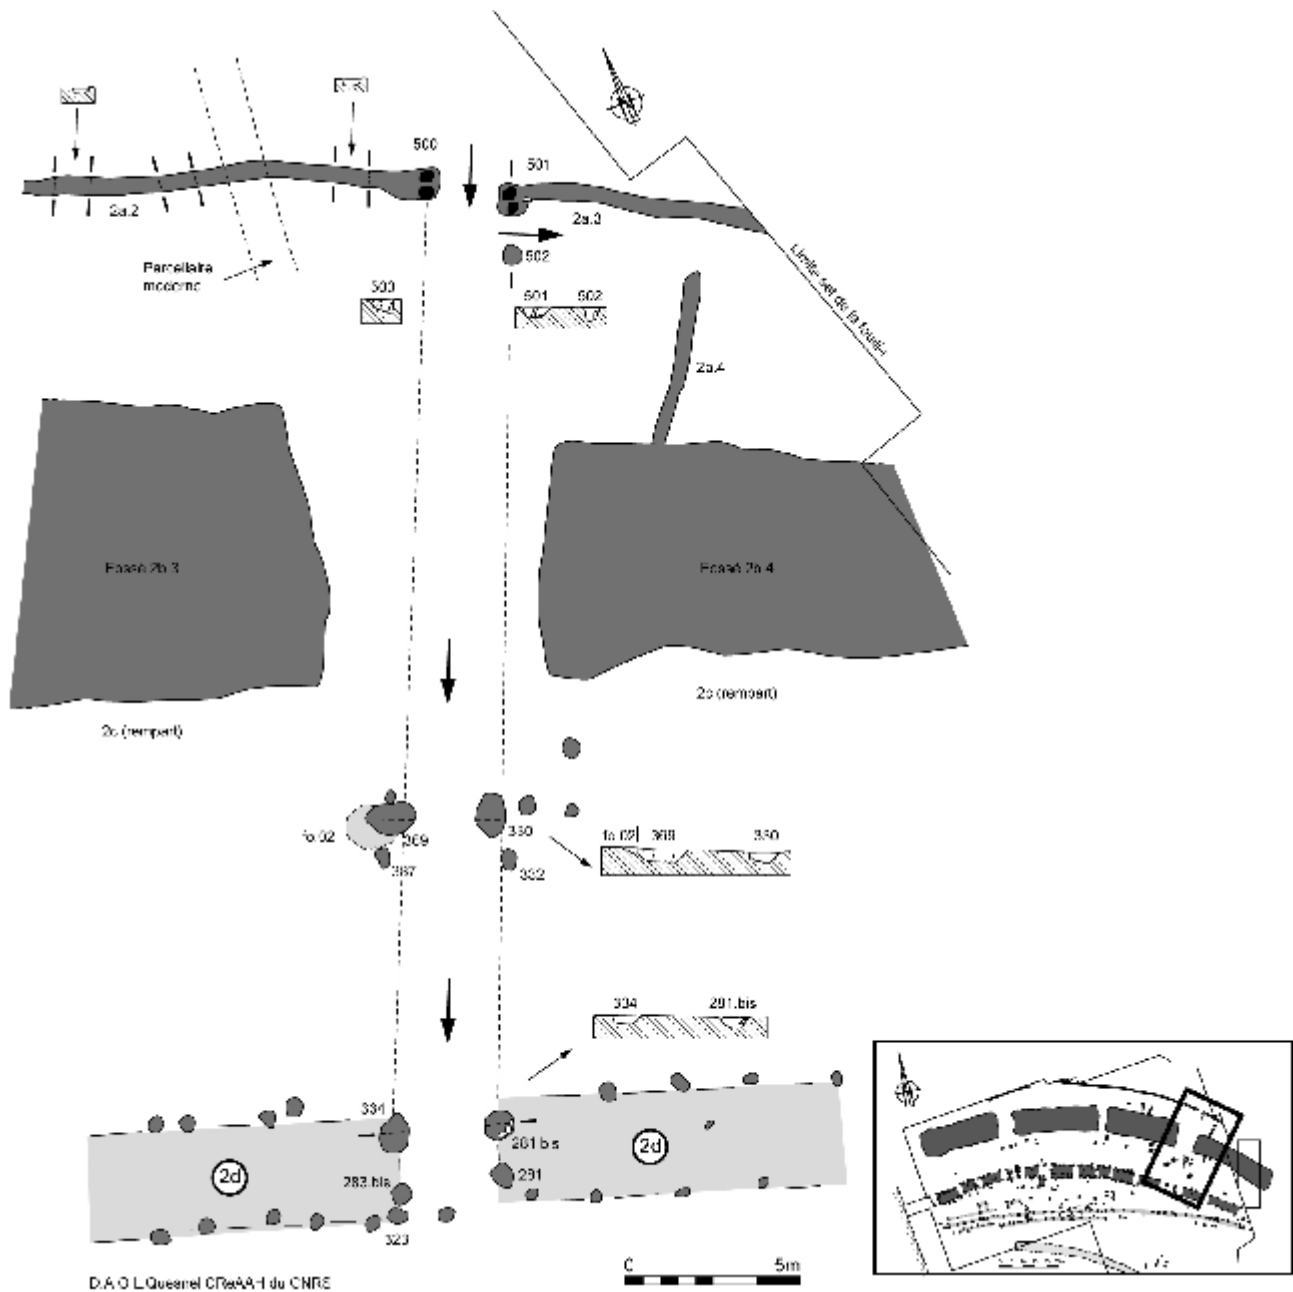 500
501
2a.2
2a.3
502
Parcellaire
moderne
500
501 502
Limite est de la fouille
2a.4
Fossé 2b.3
Fossé 2b.4
2c (rempart)
2c (rempart)
fo.02
369
330
fo.02 369 330
367
332
334 291.bis
334
281 bis
2d
2d
283.bis
291
323
0 5m
D.A.O L.Quesnel CReAAH du CNRS